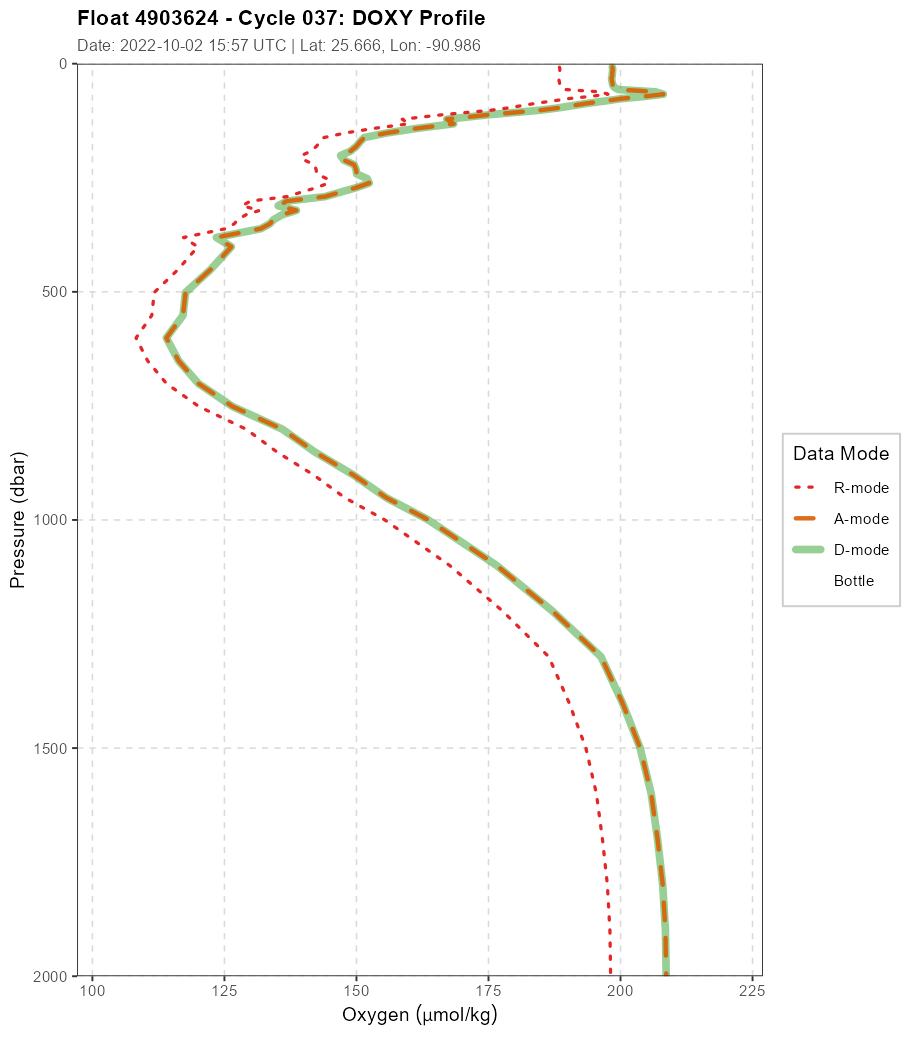 Float 4903624 - Cycle 037: DOXY Profile
Date: 2022-10-02 15:57 UTC | Lat: 25.666, Lon: -90.986
0
500
1000
1500
2000
Pressure (dbar)
100 125 150 175 200 225
Oxygen (μmol/kg)
Data Mode
R-mode
A-mode
D-mode
Bottle